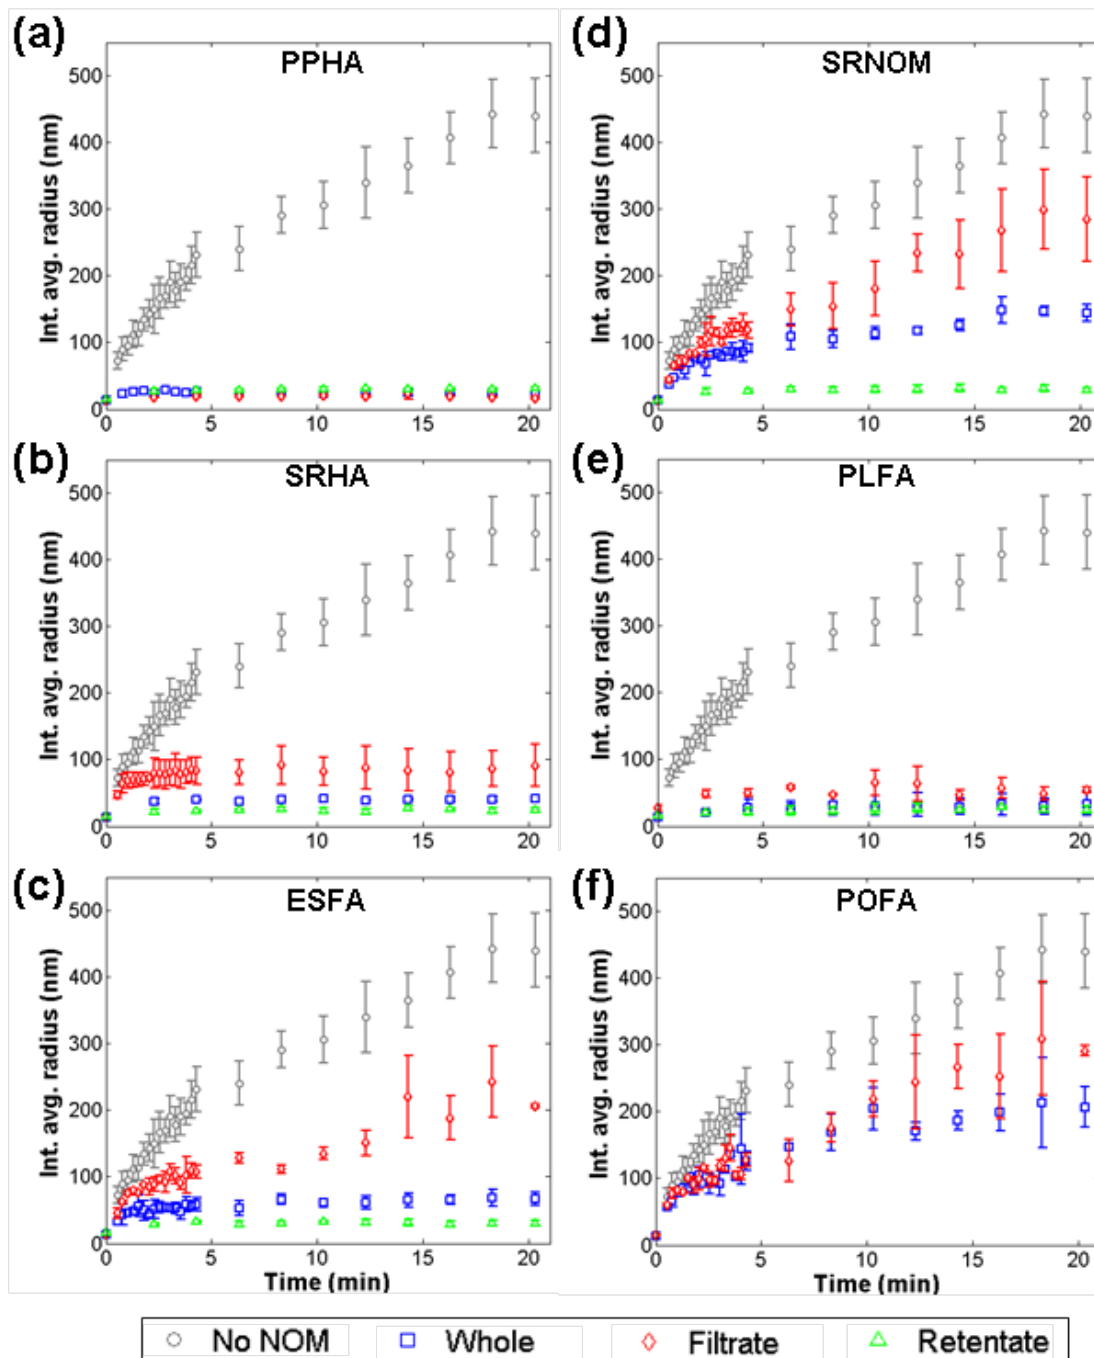 (a)
PPHA
Int. avg. radius (nm)
500
400
300
200
100
0
0 5 10 15 20
(d)
SRNOM
Int. avg. radius (nm)
500
400
300
200
100
0
0 5 10 15 20
(b)
SRHA
Int. avg. radius (nm)
500
400
300
200
100
0
0 5 10 15 20
(e)
PLFA
Int. avg. radius (nm)
500
400
300
200
100
0
0 5 10 15 20
(c)
ESFA
Int. avg. radius (nm)
500
400
300
200
100
0
0 5 10 15 20
Time (min)
(f)
POFA
Int. avg. radius (nm)
500
400
300
200
100
0
0 5 10 15 20
Time (min)
No NOM Whole Filtrate Retentate